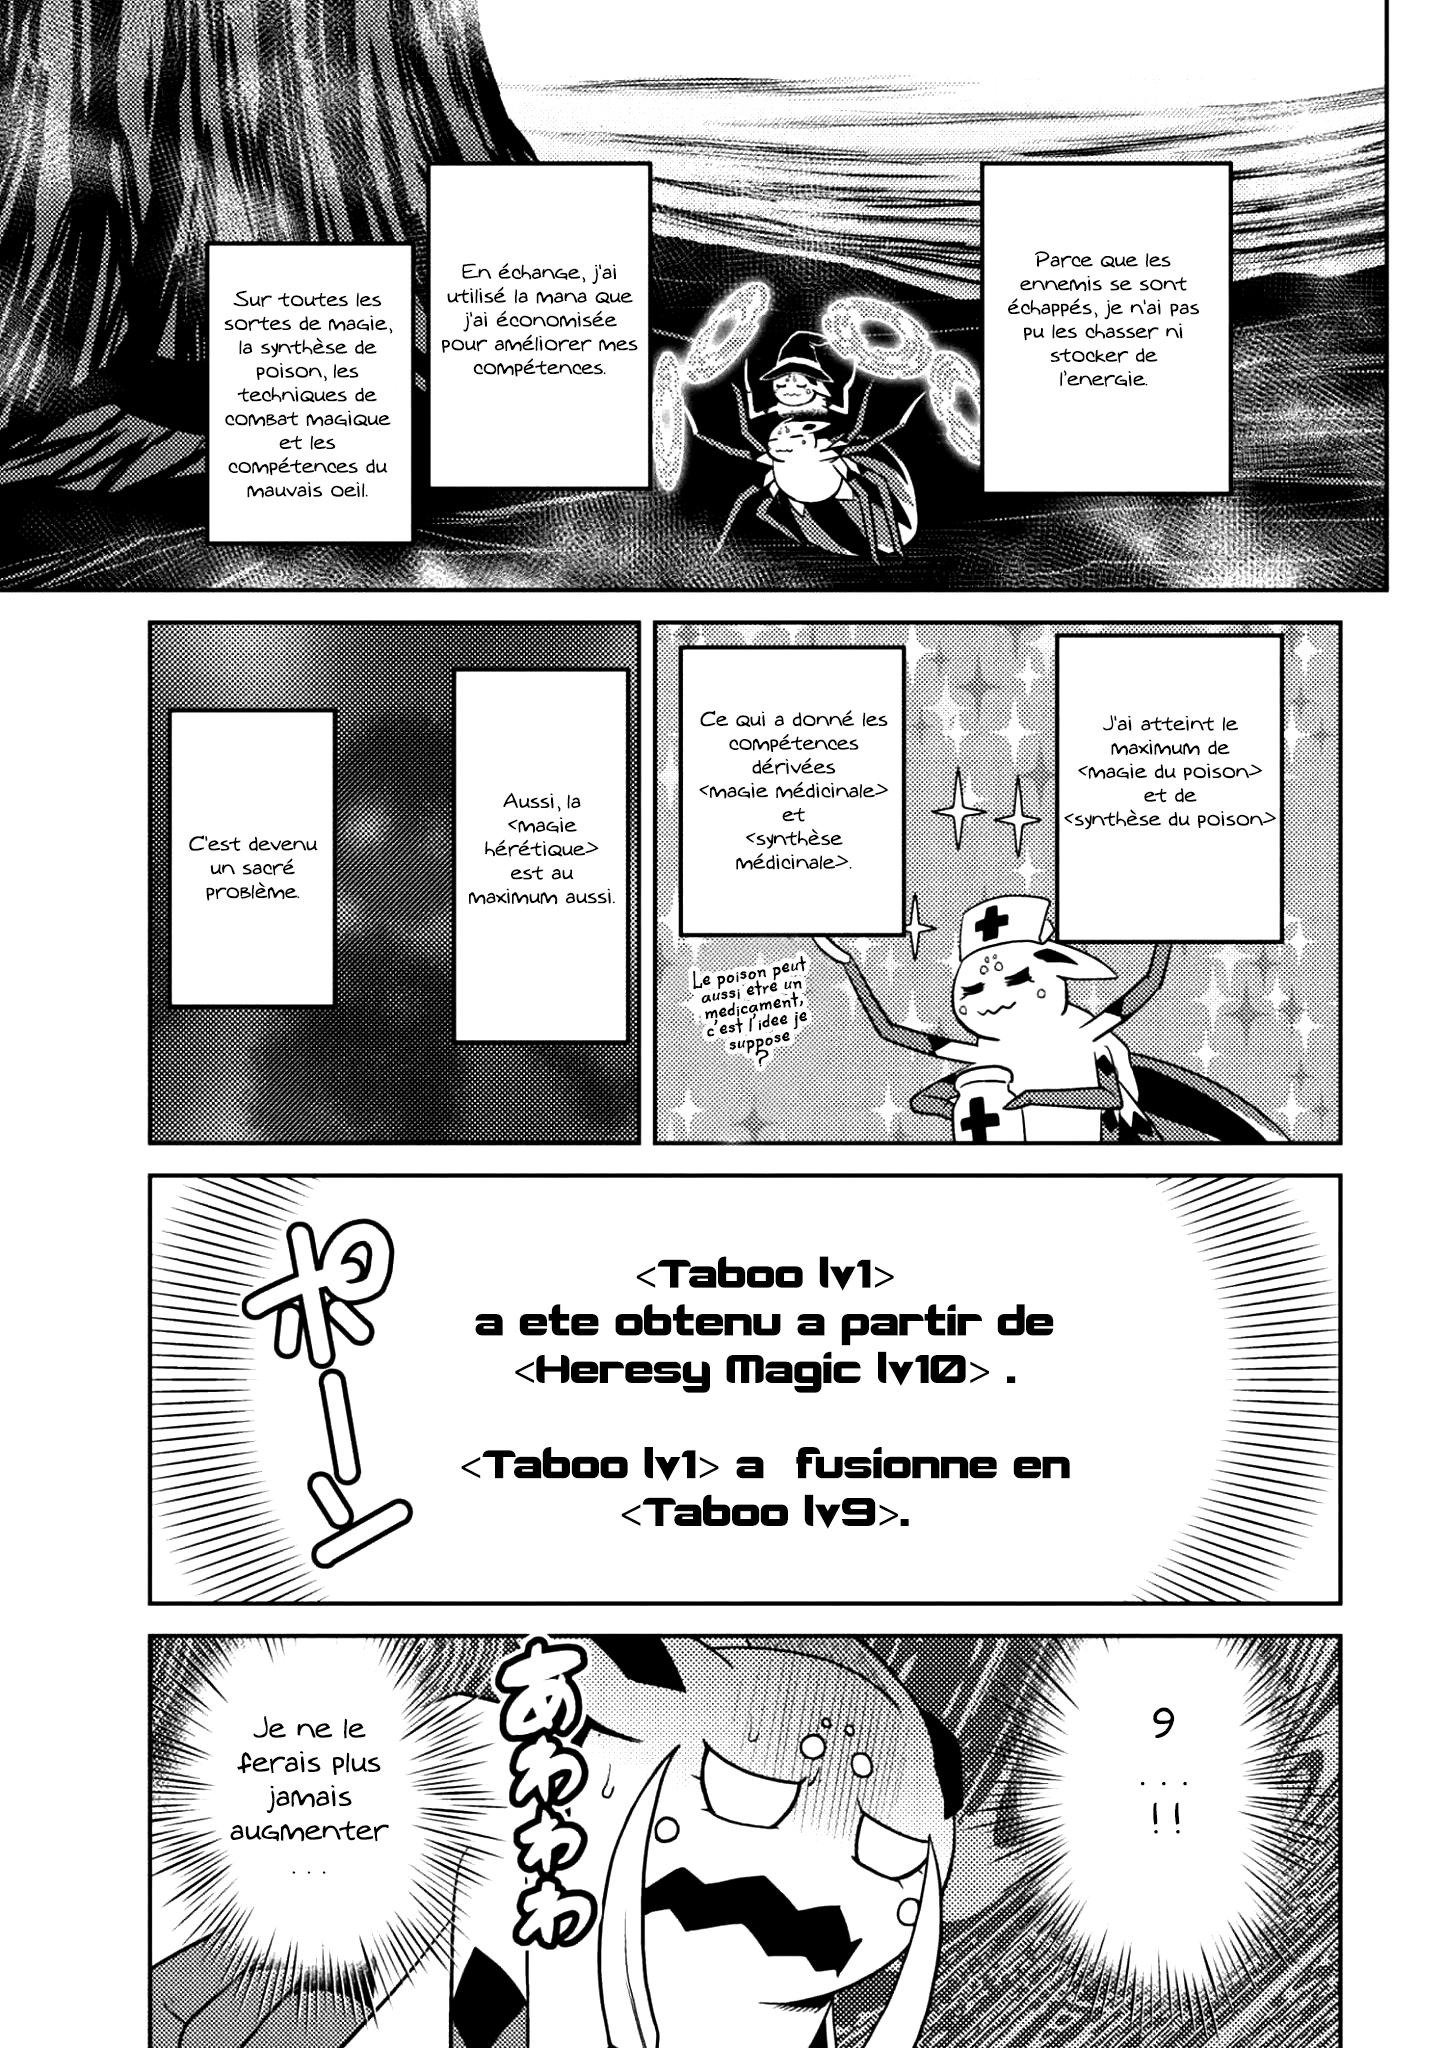 Parce que les
ennemis se sont
échappés, je n'ai pas
pu les chasser ni
stocker de
l'energie.
En échange, j'ai
utilisé la mana que
j'ai économisée
pour améliorer mes
compétences.
Sur toutes les
sortes de magie,
la synthèse de
poison, les
techniques de
combat magique
et les
compétences du
mauvais oeil.
J'ai atteint le
maximum de
<magie du poison>
et de
<synthèse du poison>
Ce qui a donné les
compétences
dérivées
<magie médicinale>
et
<synthèse
médicinale>.
Le poison peut
aussi etre un
medicament,
c'est l'idee je
suppose
?
Aussi, la
<magie
hérétique>
est au
maximum aussi.
C'est devenu
un sacré
problème.
<Taboo lv1>
a ete obtenu a partir de
<Heresy Magic lv10> .
<Taboo lv1> a fusionne en
<Taboo lv9>.
ポーン
9
...
!!
あわわわ
Je ne le
ferais plus
jamais
augmenter
...